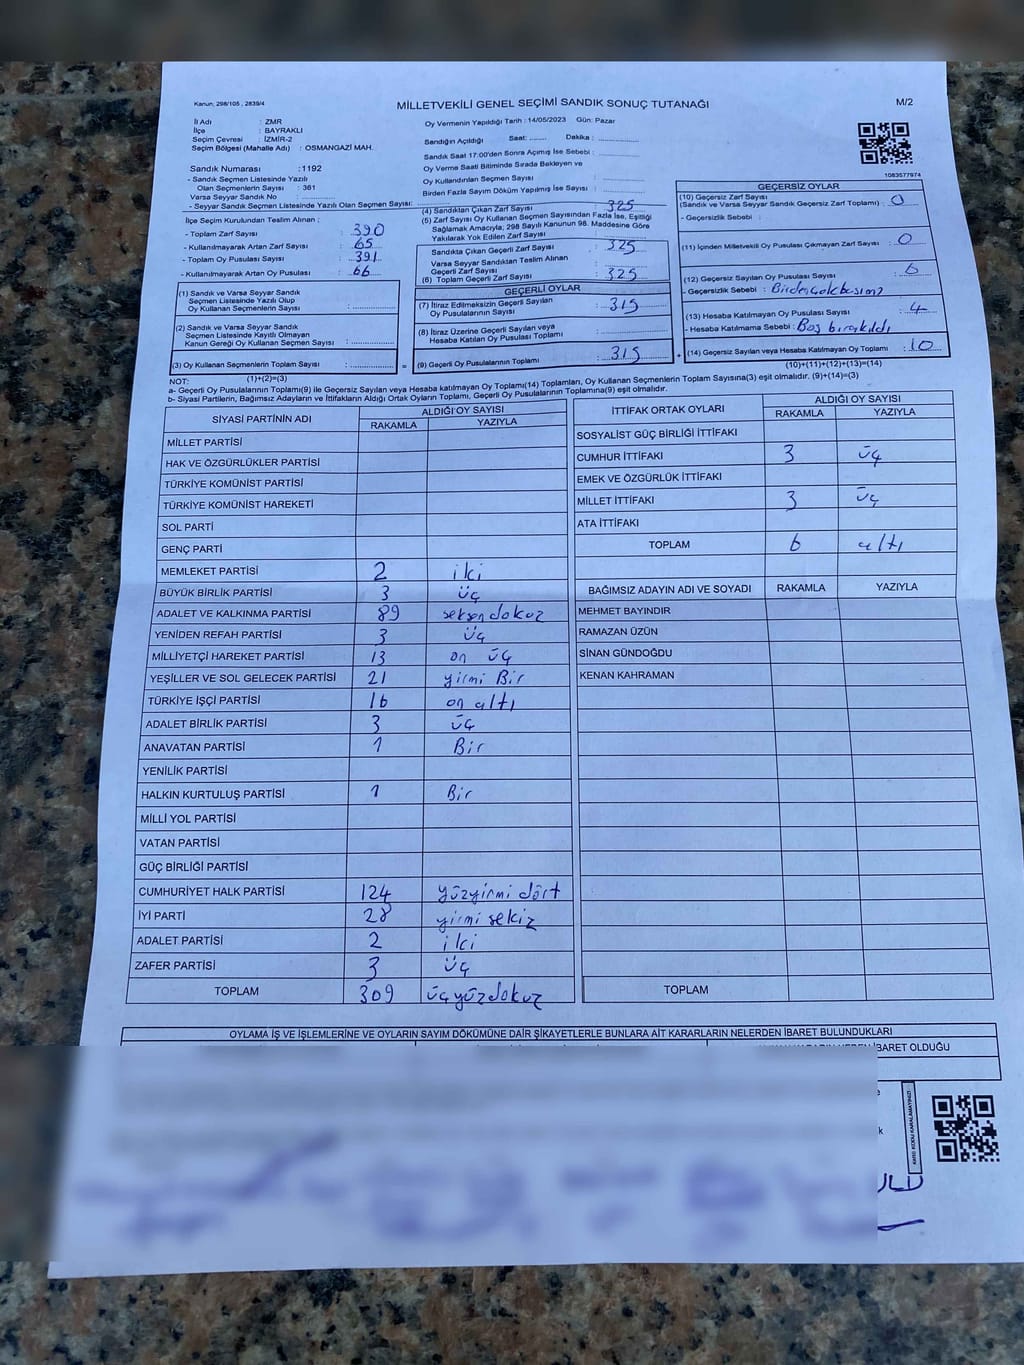 Kanun, 298/105 , 2839/4
MİLLETVEKİLİ GENEL SEÇİMİ SANDIK SONUÇ TUTANAĞI
M/2
İl Adı : ZMR
İlçe : BAYRAKLI
Seçim Çevresi : İZMİR-2
Seçim Bölgesi (Mahalle Adı) : OSMANGAZİ MAH.
Oy Vermenin Yapıldığı Tarih : 14/05/2023 Gün: Pazar
Sandığın Açıldığı Saat: ........ Dakika : ....................
Sandık Saat 17:00'den Sonra Açımış İse Sebebi : ....................
Oy Verme Saati Bitiminde Sırada Bekleyen ve
Oy Kullandırılan Seçmen Sayısı : ....................
Birden Fazla Sayım Döküm Yapılmış İse Sayısı : ....................
1083577974
Sandık Numarası :1192
- Sandık Seçmen Listesinde Yazılı
Olan Seçmenlerin Sayısı : 361
Varsa Seyyar Sandık No :
- Seyyar Sandık Seçmen Listesinde Yazılı Olan Seçmen Sayısı:
İlçe Seçim Kurulundan Teslim Alınan ;
- Toplam Zarf Sayısı : 390
- Kullanılmayarak Artan Zarf Sayısı : 65
- Toplam Oy Pusulası Sayısı : 391
- Kullanılmayarak Artan Oy Pusulası : 66
(4) Sandıktan Çıkan Zarf Sayısı : 325
(5) Zarf Sayısı Oy Kullanan Seçmen Sayısından Fazla İse, Eşitliği
Sağlamak Amacıyla; 298 Sayılı Kanunun 98. Maddesine Göre
Yakılarak Yok Edilen Zarf Sayısı :
Sandıkta Çıkan Geçerli Zarf Sayısı : 325
Varsa Seyyar Sandıktan Teslim Alınan
Geçerli Zarf Sayısı :
(6) Toplam Geçerli Zarf Sayısı : 325
GEÇERSİZ OYLAR
(10) Geçersiz Zarf Sayısı
(Sandık ve Varsa Seyyar Sandık Geçersiz Zarf Toplamı) : 0
- Geçersizlik Sebebi :
(11) İçinden Milletvekili Oy Pusulası Çıkmayan Zarf Sayısı : 0
(12) Geçersiz Sayılan Oy Pusulası Sayısı : 6
- Geçersizlik Sebebi :
(13) Hesaba Katılmayan Oy Pusulası Sayısı : 4
- Hesaba Katılmama Sebebi : Boş bırakıldı
(14) Geçersiz Sayılan veya Hesaba Katılmayan Oy Toplamı : 10
(10)+(11)+(12)+(13)=(14)
(1) Sandık ve Varsa Seyyar Sandık
Seçmen Listesinde Yazılı Olup
Oy Kullanan Seçmenlerin Sayısı : ....................
(2) Sandık ve Varsa Seyyar Sandık
Seçmen Listesinde Kayıtlı Olmayan
Kanun Gereği Oy Kullanan Seçmen Sayısı : ....................
(3) Oy Kullanan Seçmenlerin Toplam Sayısı : ....................
(1)+(2)=(3)
GEÇERLİ OYLAR
(7) İtiraz Edilmeksizin Geçerli Sayılan
Oy Pusulası Sayısı : 315
(8) İtiraz Üzerine Geçerli Sayılan veya
Hesaba Katılan Oy Pusulası Toplamı :
= (9) Geçerli Oy Pusulalarının Toplamı : 315 +
NOT:
a- Geçerli Oy Pusulalarının Toplamı(9) ile Geçersiz Sayılan veya Hesaba katılmayan Oy Toplamı(14) Toplamları, Oy Kullanan Seçmenlerin Toplam Sayısına(3) eşit olmalıdır. (9)+(14)=(3)
b- Siyasi Partilerin, Bağımsız Adayların ve İttifakların Aldığı Ortak Oyların Toplamı, Geçerli Oy Pusulalarının Toplamına(9) eşit olmalıdır.
SİYASİ PARTİNİN ADI ALDIĞI OY SAYISI
RAKAMLA YAZIYLA
MİLLET PARTİSİ
HAK VE ÖZGÜRLÜKLER PARTİSİ
TÜRKİYE KOMÜNİST PARTİSİ
TÜRKİYE KOMÜNİST HAREKETİ
SOL PARTİ
GENÇ PARTİ
MEMLEKET PARTİSİ 2 iki
BÜYÜK BİRLİK PARTİSİ 3 üç
ADALET VE KALKINMA PARTİSİ 89 seksen dokuz
YENİDEN REFAH PARTİSİ 3 üç
MİLLİYETÇİ HAREKET PARTİSİ 13 on üç
YEŞİLLER VE SOL GELECEK PARTİSİ 21 yirmi Bir
TÜRKİYE İŞÇİ PARTİSİ 16 on altı
ADALET BİRLİK PARTİSİ 3 üç
ANAVATAN PARTİSİ 1 Bir
YENİLİK PARTİSİ
HALKIN KURTULUŞ PARTİSİ 1 Bir
MİLLİ YOL PARTİSİ
VATAN PARTİSİ
GÜÇ BİRLİĞİ PARTİSİ
CUMHURİYET HALK PARTİSİ 124 yüzyirmi dört
İYİ PARTİ 28 yirmi sekiz
ADALET PARTİSİ 2 iki
ZAFER PARTİSİ 3 üç
TOPLAM 309 üçyüzdokuz
İTTİFAK ORTAK OYLARI ALDIĞI OY SAYISI
RAKAMLA YAZIYLA
SOSYALİST GÜÇ BİRLİĞİ İTTİFAKI
CUMHUR İTTİFAKI 3 üç
EMEK VE ÖZGÜRLÜK İTTİFAKI
MİLLET İTTİFAKI 3 üç
ATA İTTİFAKI
TOPLAM 6 altı
BAĞIMSIZ ADAYIN ADI VE SOYADI RAKAMLA YAZIYLA
MEHMET BAYINDIR
RAMAZAN ÜZÜN
SİNAN GÜNDOĞDU
KENAN KAHRAMAN
TOPLAM
OYLAMA İŞ VE İŞLEMLERİNE VE OYLARIN SAYIM DÖKÜMÜNE DAİR ŞİKAYETLERLE BUNLARA AİT KARARLARIN NELERDEN İBARET BULUNDUKLARI
İBARET OLDUĞU